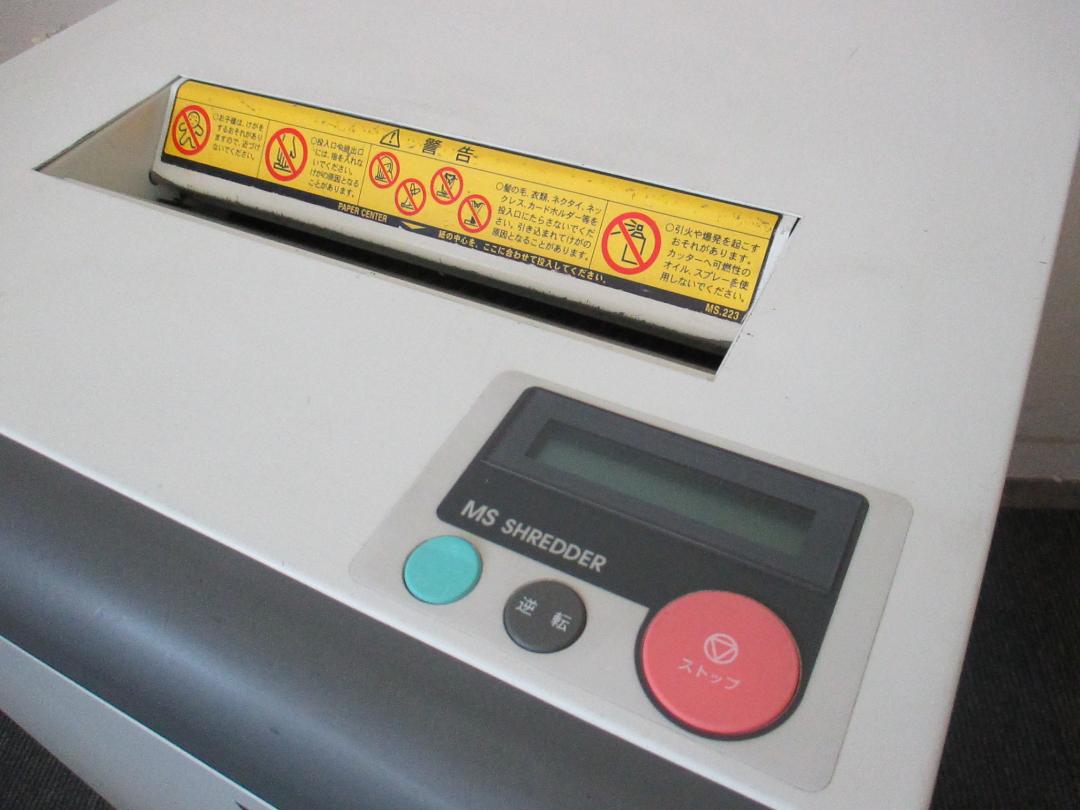 警告
○お子様は、けがを
するおそれがあり
ますので、近づけ
ないでください。
○投入口や排出口
には、指を入れな
いでください。
けがの原因となる
ことがあります。
○髪の毛、衣類、ネクタイ、ネッ
クレス、カードホルダー等を
投入口にたらさないでくだ
さい。引き込まれてけがの
原因となることがあります。
○引火や爆発を起こす
おそれがあります。
カッターへ可燃性の
オイル、スプレーを使
用しないでください。
PAPER CENTER
紙の中心を、ここに合わせて投入してください。
MS.223
MS SHREDDER
逆転
ストップ